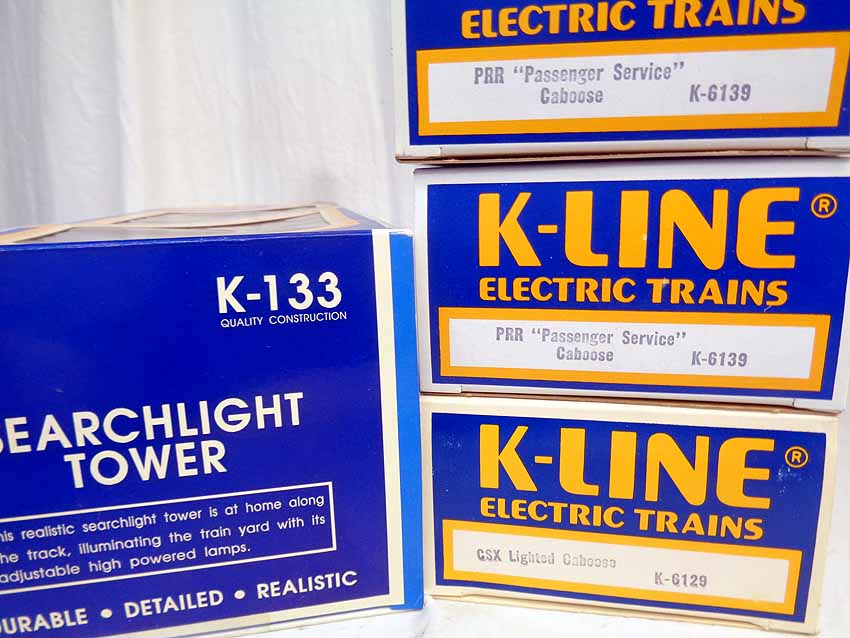 K-133
QUALITY CONSTRUCTION
SEARCHLIGHT
TOWER
this realistic searchlight tower is at home along
the track, illuminating the train yard with its
adjustable high powered lamps.
DURABLE • DETAILED • REALISTIC
ELECTRIC TRAINS
PRR "Passenger Service"
Caboose K-6139
K-LINE®
ELECTRIC TRAINS
PRR "Passenger Service"
Caboose K-6139
K-LINE®
ELECTRIC TRAINS
CSX Lighted Caboose
K-6129